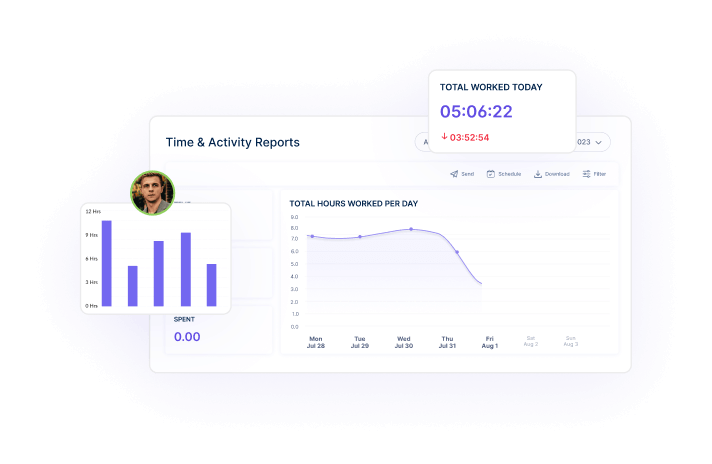 TOTAL WORKED TODAY
05:06:22
03:52:54
Time & Activity Reports
A
023
Send
Schedule
Download
Filter
12 Hrs
9 Hrs
6 Hrs
3 Hrs
0 Hrs
TOTAL HOURS WORKED PER DAY
9.0
8.0
7.0
6.0
5.0
4.0
3.0
2.0
1.0
0.0
Mon Tue Wed Thu Fri Sat Sun
Jul 28 Jul 29 Jul 30 Jul 31 Aug 1 Aug 2 Aug 3
SPENT
0.00